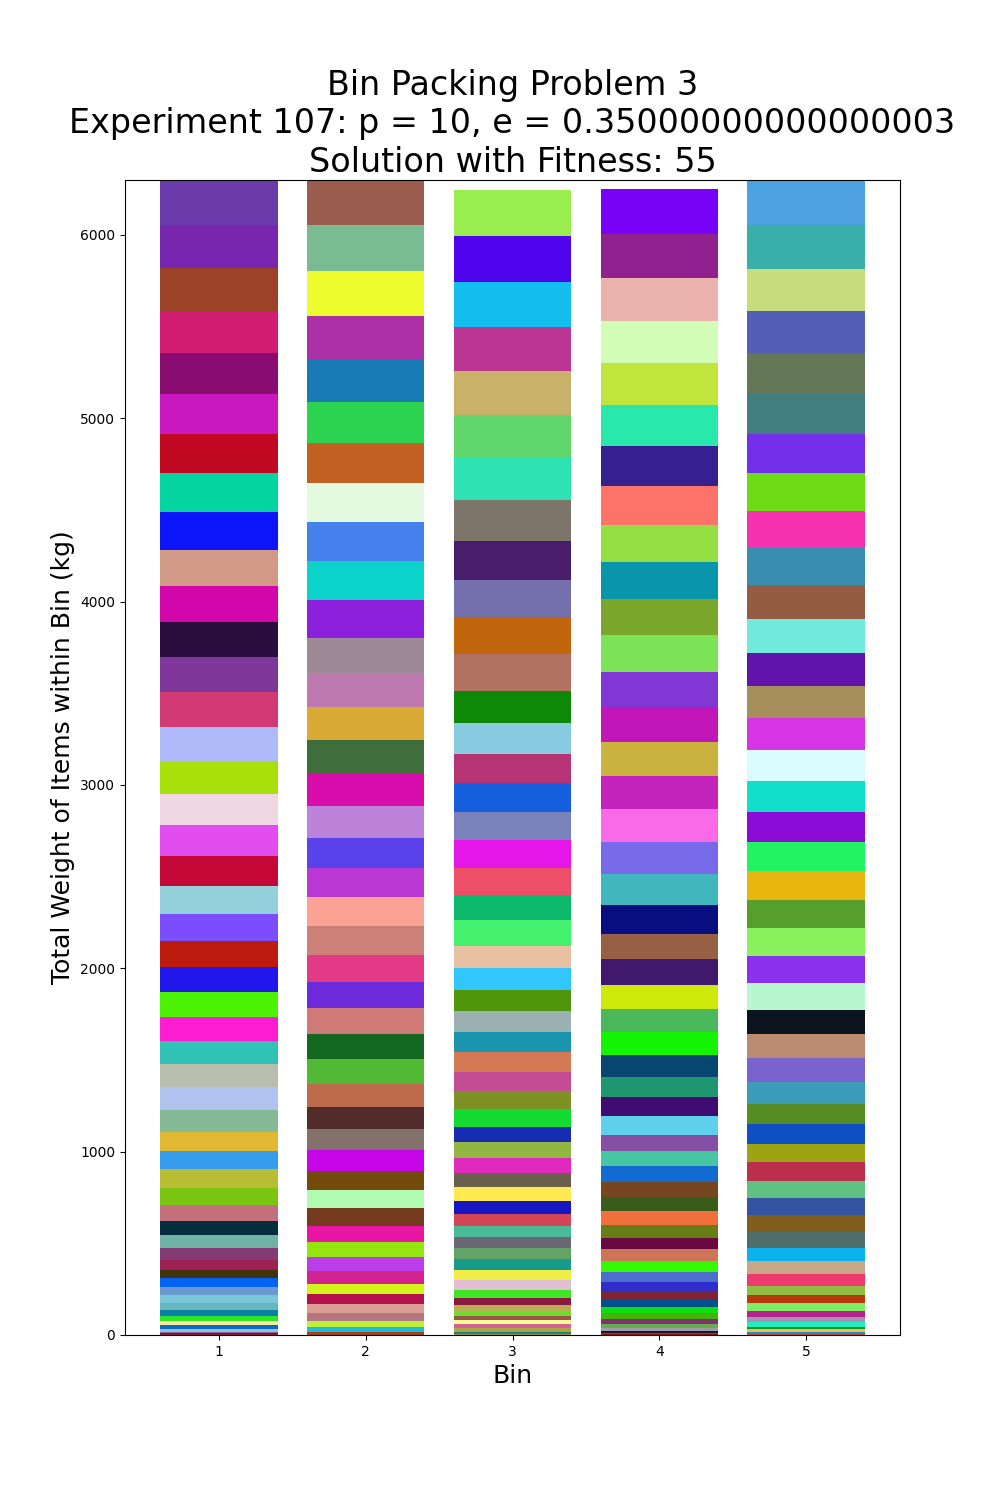 Bin Packing Problem 3
Experiment 107: p = 10, e = 0.35000000000000003
Solution with Fitness: 55
Total Weight of Items within Bin (kg)
6000
5000
4000
3000
2000
1000
0
1 2 3 4 5
Bin